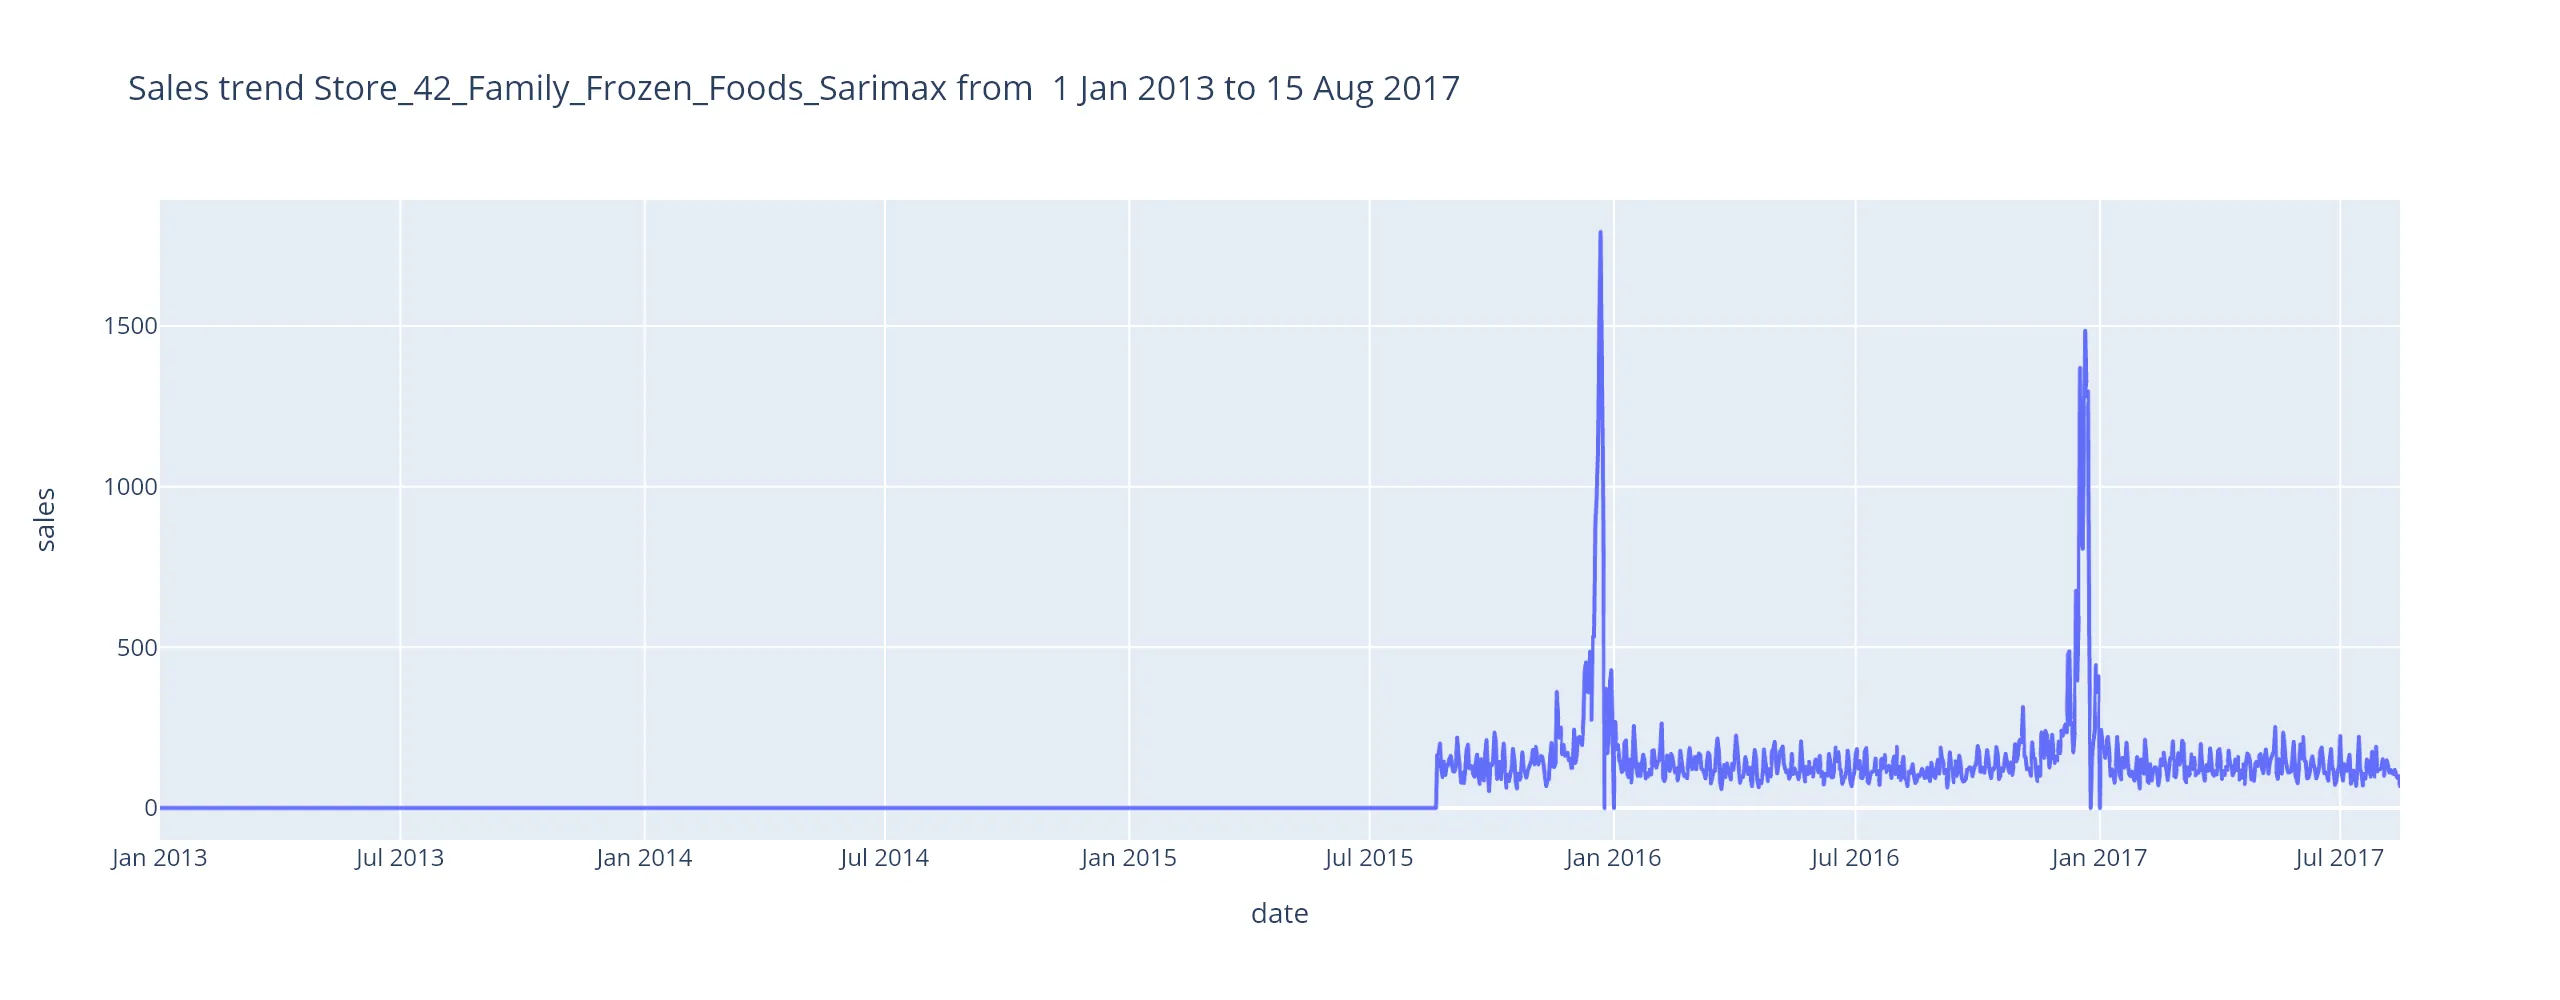 Sales trend Store_42_Family_Frozen_Foods_Sarimax from  1 Jan 2013 to 15 Aug 2017
1500
1000
500
0
sales
Jan 2013 Jul 2013 Jan 2014 Jul 2014 Jan 2015 Jul 2015 Jan 2016 Jul 2016 Jan 2017 Jul 2017
date